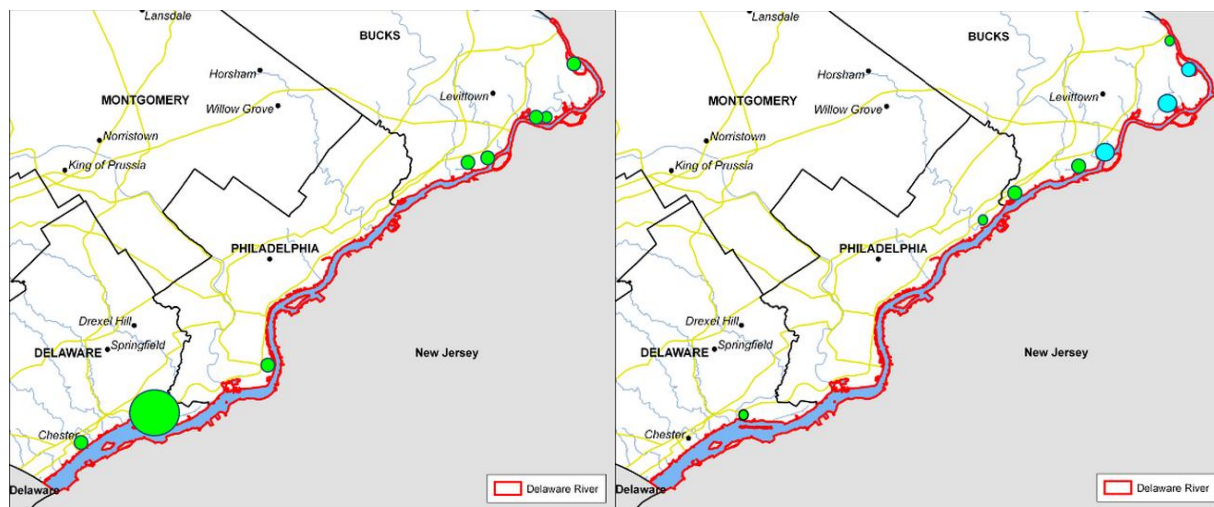 Lansdale
BUCKS
Horsham
MONTGOMERY
Levittown
Willow Grove
Norristown
King of Prussia
PHILADELPHIA
Drexel Hill
DELAWARE
Springfield
New Jersey
Chester
Delaware
Delaware River
Lansdale
BUCKS
Horsham
MONTGOMERY
Levittown
Willow Grove
Norristown
King of Prussia
PHILADELPHIA
Drexel Hill
DELAWARE
Springfield
New Jersey
Chester
Delaware
Delaware River